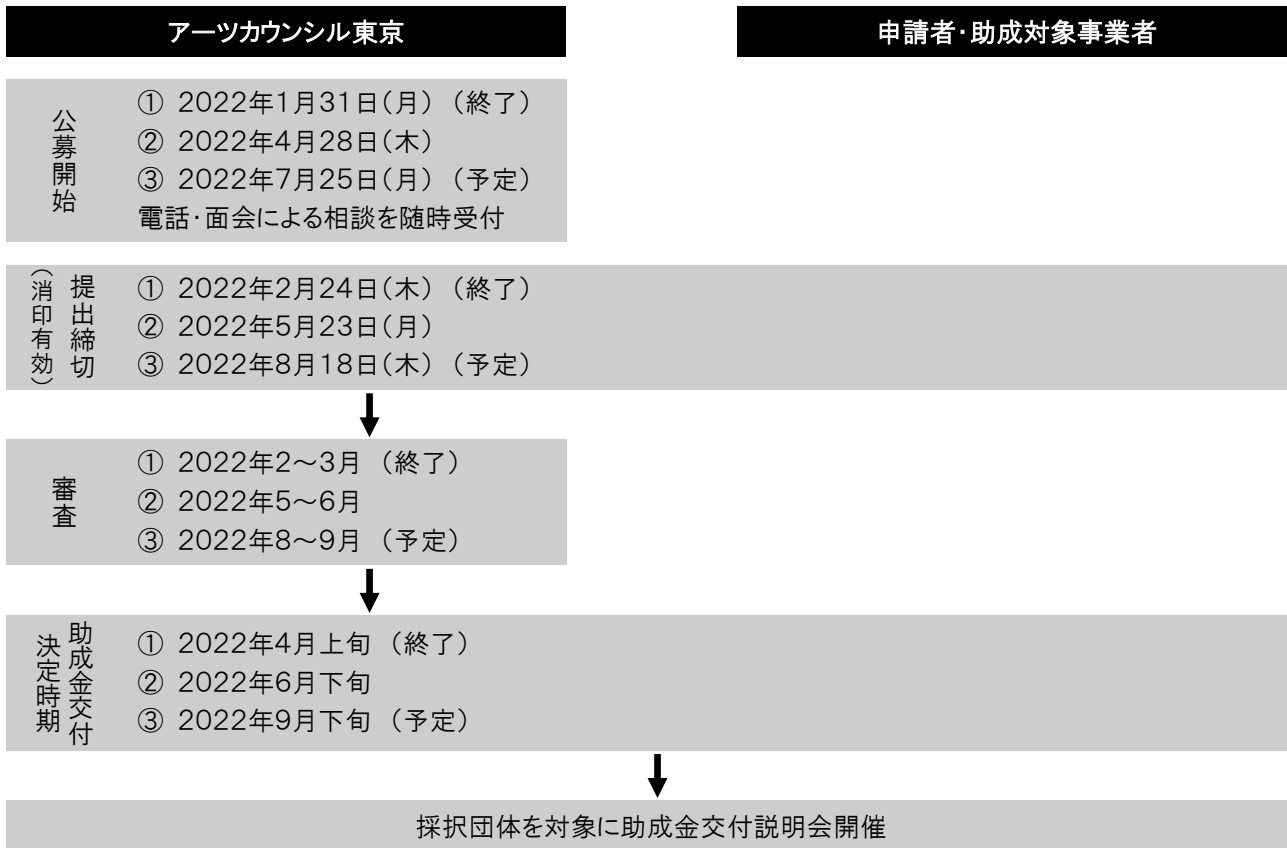 アーツカウンシル東京
申請者・助成対象事業者
公募開始
① 2022年1月31日(月) (終了)
② 2022年4月28日(木)
③ 2022年7月25日(月) (予定)
電話・面会による相談を随時受付
提出締切
(消印有効)
① 2022年2月24日(木) (終了)
② 2022年5月23日(月)
③ 2022年8月18日(木) (予定)
審査
① 2022年2～3月 (終了)
② 2022年5～6月
③ 2022年8～9月 (予定)
助成金交付
決定時期
① 2022年4月上旬 (終了)
② 2022年6月下旬
③ 2022年9月下旬 (予定)
採択団体を対象に助成金交付説明会開催